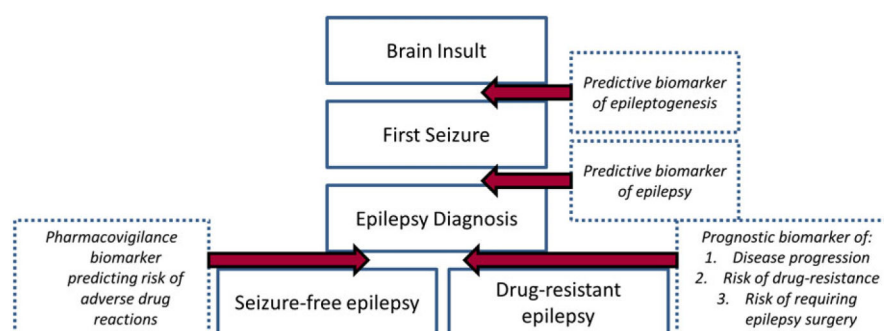 Brain Insult
Predictive biomarker
of epileptogenesis
First Seizure
Predictive biomarker
of epilepsy
Epilepsy Diagnosis
Pharmacovigilance
biomarker
predicting risk of
adverse drug
reactions
Prognostic biomarker of:
1. Disease progression
2. Risk of drug-resistance
3. Risk of requiring
epilepsy surgery
Seizure-free epilepsy
Drug-resistant
epilepsy